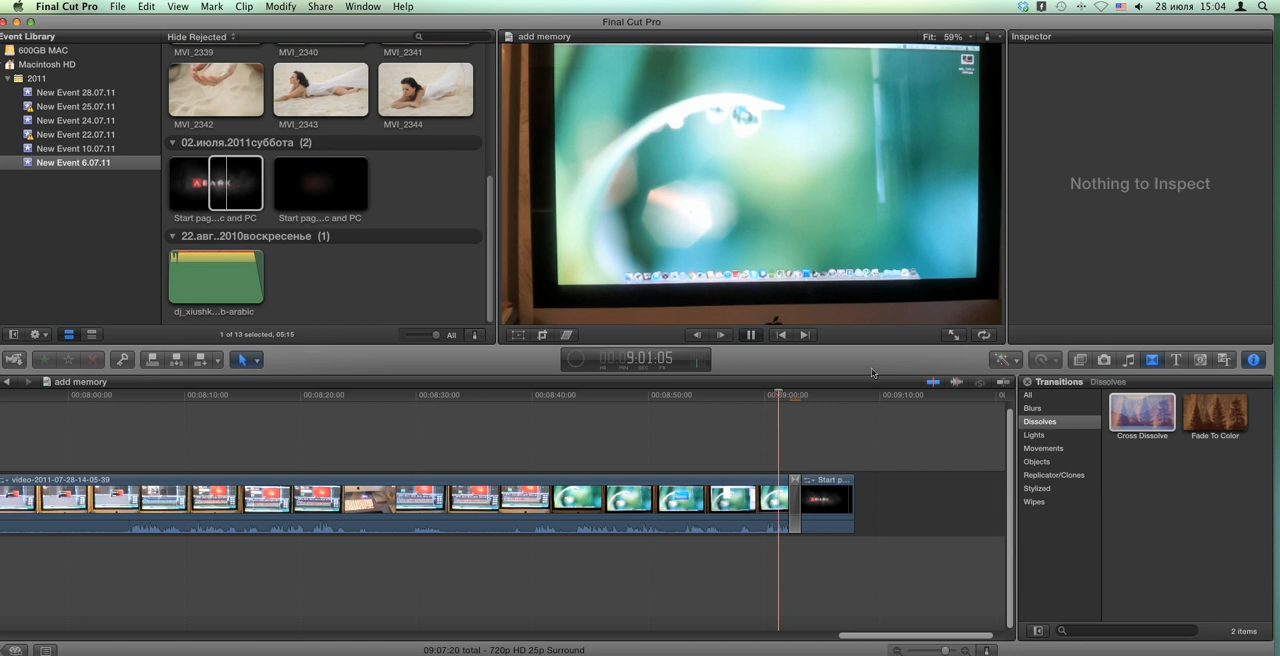 Final Cut Pro File Edit View Mark Clip Modify Share Window Help 28 июля 15:04
Final Cut Pro
Event Library Hide Rejected add memory Fit: 59% Inspector
600GB MAC
Macintosh HD
2011
New Event 28.07.11
New Event 25.07.11
New Event 24.07.11
New Event 22.07.11
New Event 10.07.11
New Event 6.07.11
MVI_2339 MVI_2340 MVI_2341
MVI_2342 MVI_2343 MVI_2344
02.июля.2011суббота (2)
Start pag...c and PC Start pag...c and PC
22.авг..2010воскресенье (1)
dj_xiushk...b-arabic
1 of 13 selected, 05:15 All
Nothing to Inspect
9:01:05
HR MIN SEC FR
add memory
00:08:00:00 00:08:10:00 00:08:20:00 00:08:30:00 00:08:40:00 00:08:50:00 00:09:00:00 00:09:10:00
video-2011-07-28-14-05-39 Start p...
Transitions Dissolves
All
Blurs
Dissolves
Lights
Movements
Objects
Replicator/Clones
Stylized
Wipes
Cross Dissolve Fade To Color
2 items
09:07:20 total - 720p HD 25p Surround